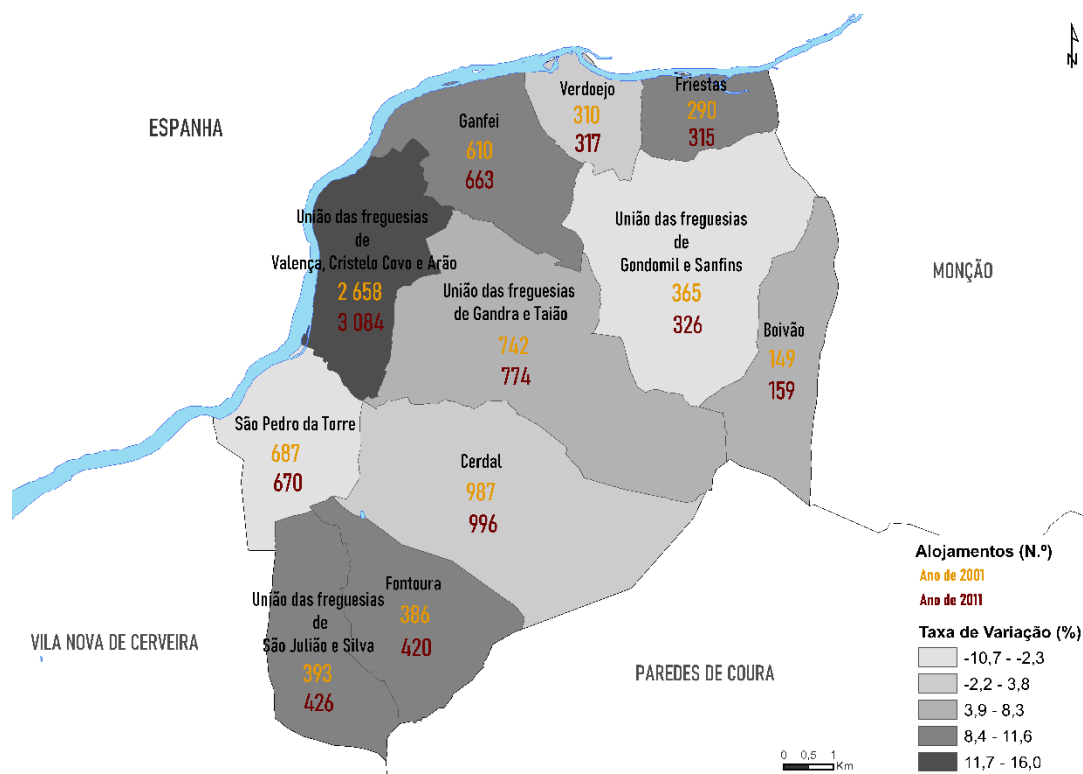 N
ESPANHA
Verdoejo
310
317
Friestas
290
315
Ganfei
610
663
União das freguesias
de
Valença, Cristelo Covo e Arão
2 658
3 084
União das freguesias
de
Gondomil e Sanfins
365
326
MONÇÃO
União das freguesias
de Gandra e Taião
742
774
Boivão
149
159
São Pedro da Torre
687
670
Cerdal
987
996
Fontoura
386
420
União das freguesias
de
São Julião e Silva
393
426
VILA NOVA DE CERVEIRA
PAREDES DE COURA
0 0,5 1
Km
Alojamentos (N.º)
Ano de 2001
Ano de 2011
Taxa de Variação (%)
-10,7 - -2,3
-2,2 - 3,8
3,9 - 8,3
8,4 - 11,6
11,7 - 16,0